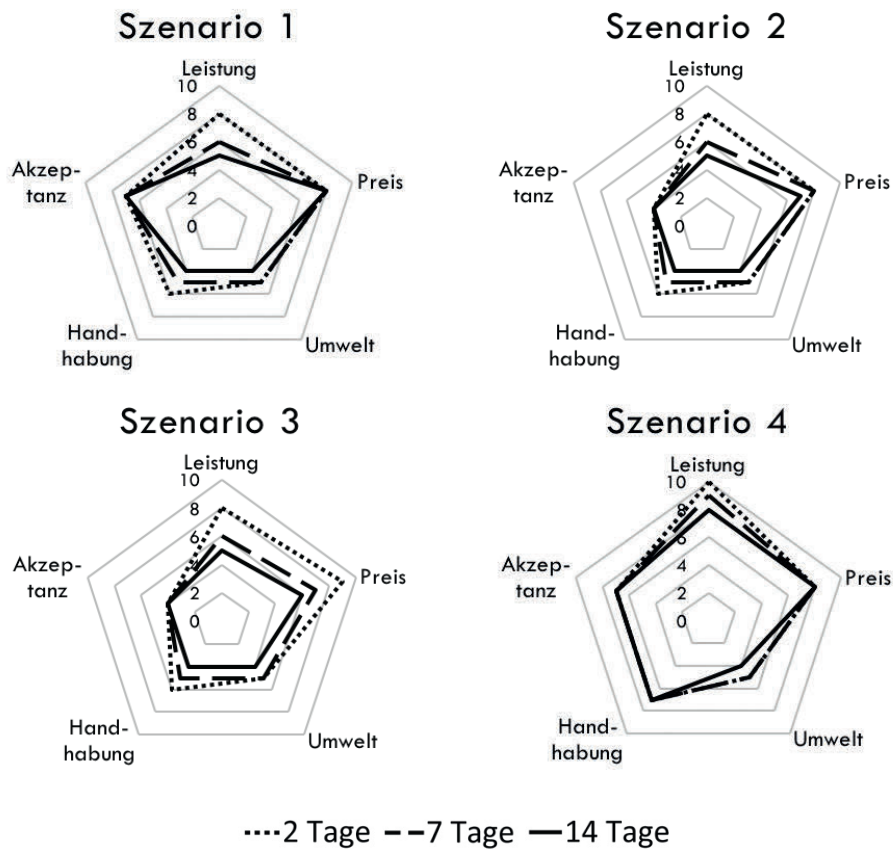 Szenario 1
Leistung
10
8
6
4
2
0
Akzep-
tanz
Preis
Hand-
habung
Umwelt
Szenario 2
Leistung
10
8
6
4
2
0
Akzep-
tanz
Preis
Hand-
habung
Umwelt
Szenario 3
Leistung
10
8
6
4
2
0
Akzep-
tanz
Preis
Hand-
habung
Umwelt
Szenario 4
Leistung
10
8
6
4
2
0
Akzep-
tanz
Preis
Hand-
habung
Umwelt
2 Tage 7 Tage 14 Tage